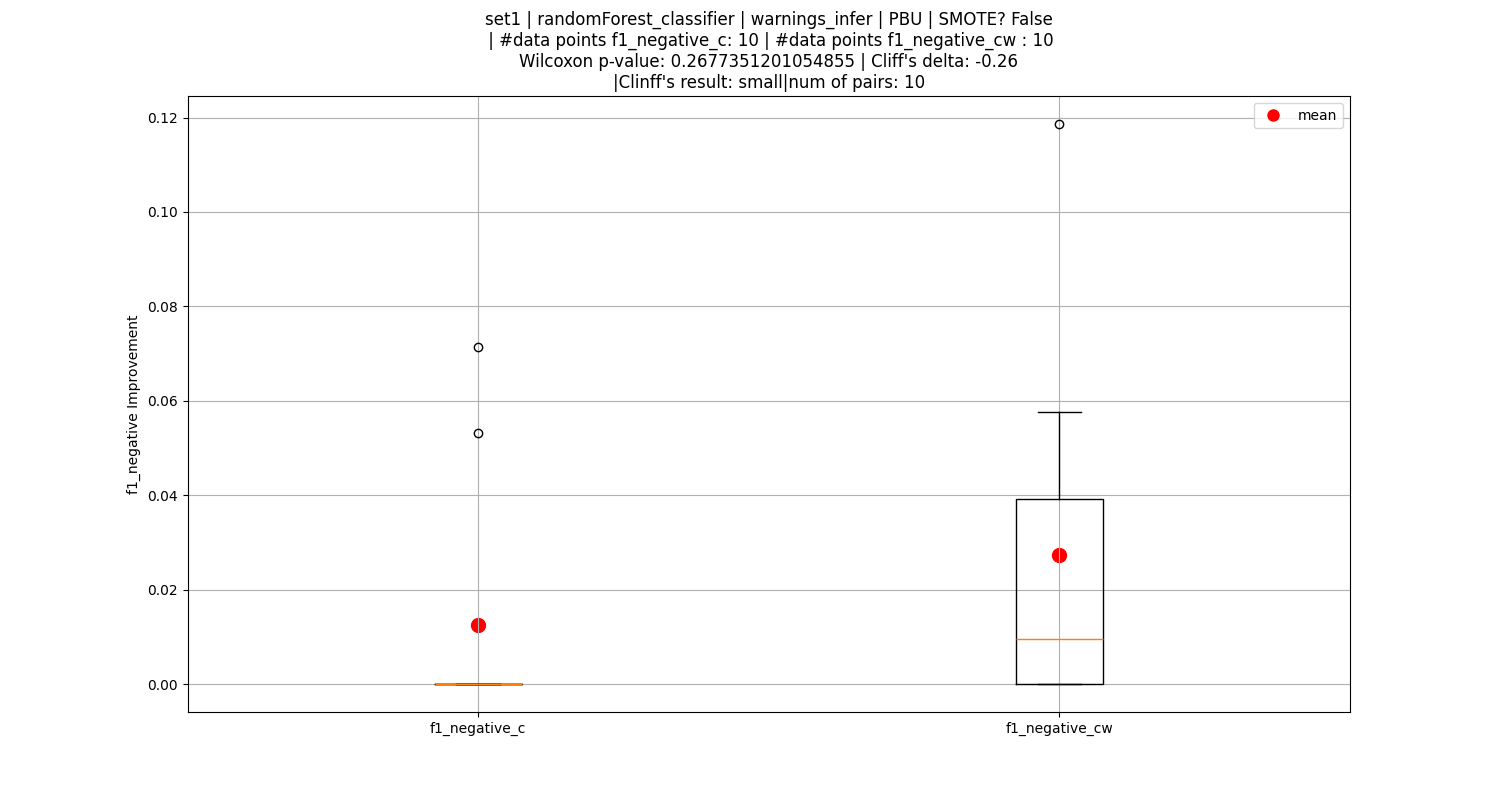 set1 | randomForest_classifier | warnings_infer | PBU | SMOTE? False
| #data points f1_negative_c: 10 | #data points f1_negative_cw : 10
Wilcoxon p-value: 0.2677351201054855 | Cliff's delta: -0.26
|Clinff's result: small|num of pairs: 10
mean
0.12
0.10
0.08
0.06
0.04
0.02
0.00
f1_negative Improvement
f1_negative_c
f1_negative_cw